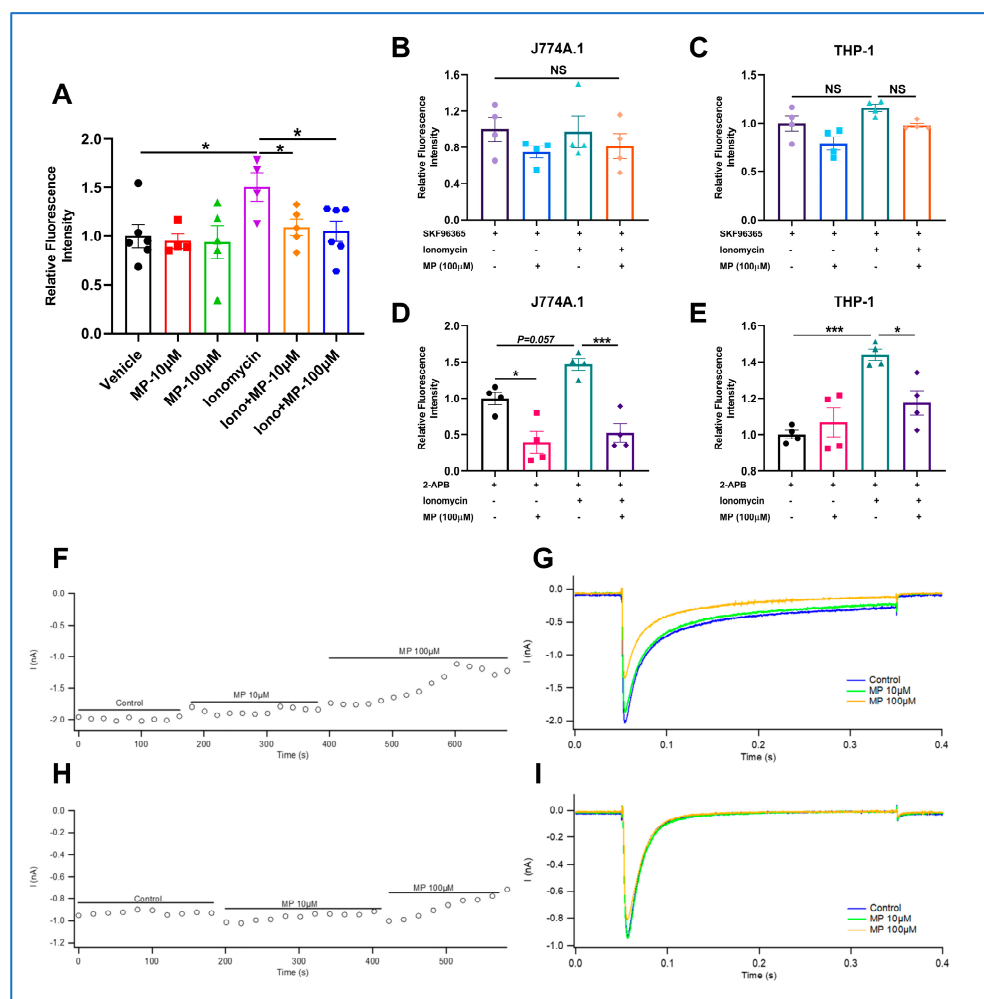 A
Relative Fluorescence
Intensity
2.0
1.5
1.0
0.5
0.0
*
*
*
Vehicle
MP-10μM
MP-100μM
Ionomycin
Iono+MP-10μM
Iono+MP-100μM
B
J774A.1
Relative Fluorescence
Intensity
1.6
1.2
0.8
0.4
0.0
NS
SKF96365 + + + +
Ionomycin - - + +
MP (100μM) - + - +
C
THP-1
Relative Fluorescence
Intensity
2.0
1.5
1.0
0.5
0.0
NS NS
SKF96365 + + + +
Ionomycin - - + +
MP (100μM) - + - +
D
J774A.1
Relative Fluorescence
Intensity
2.0
1.5
1.0
0.5
0.0
P=0.057 ***
*
2-APB + + + +
Ionomycin - - + +
MP (100μM) - + - +
E
THP-1
Relative Fluorescence
Intensity
1.6
1.4
1.2
1.0
0.8
*** *
2-APB + + + +
Ionomycin - - + +
MP (100μM) - + - +
F
I (nA)
0.0
-0.5
-1.0
-1.5
-2.0
Control
MP 10μM
MP 100μM
0 200 400 600
Time (s)
G
I (nA)
0.0
-0.5
-1.0
-1.5
-2.0
Control
MP 10μM
MP 100μM
0.0 0.1 0.2 0.3 0.4
Time (s)
H
I (nA)
0.0
-0.2
-0.4
-0.6
-0.8
-1.0
-1.2
Control
MP 10μM
MP 100μM
0 100 200 300 400 500
Time (s)
I
I (nA)
0.0
-0.2
-0.4
-0.6
-0.8
-1.0
Control
MP 10μM
MP 100μM
0.0 0.1 0.2 0.3 0.4
Time (s)